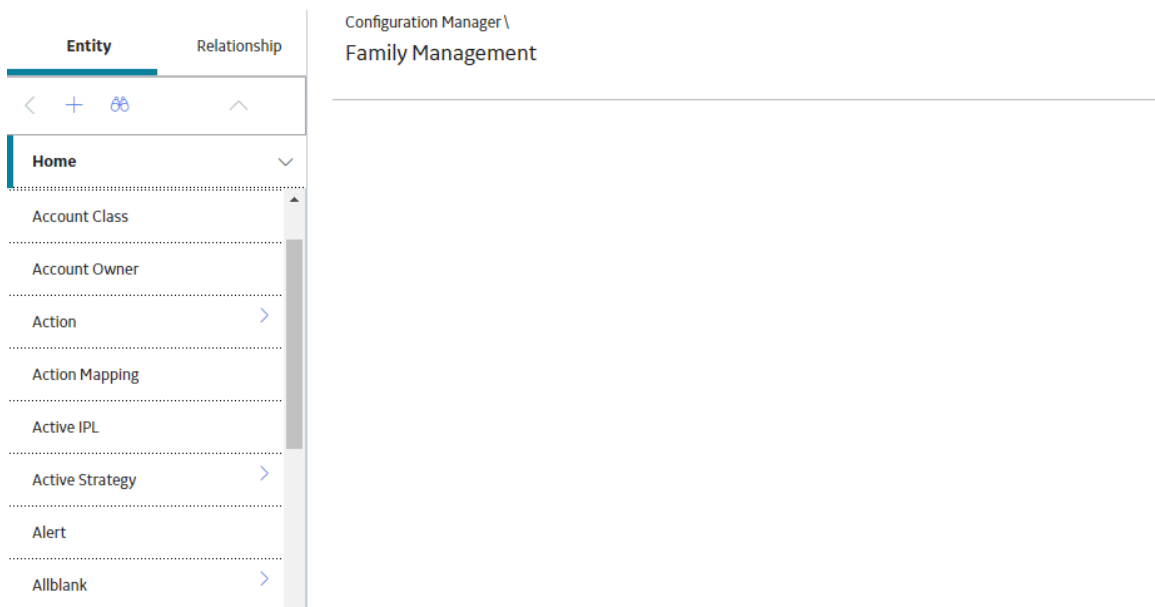 Configuration Manager\
Family Management
Entity Relationship
Home
Account Class
Account Owner
Action
Action Mapping
Active IPL
Active Strategy
Alert
Allblank